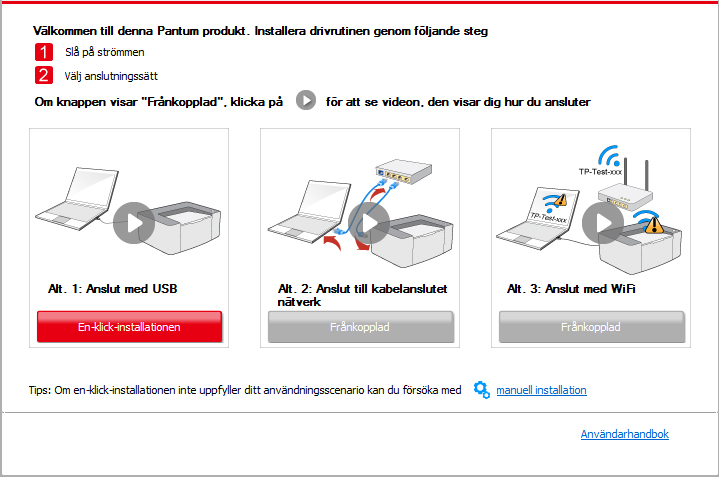 Välkommen till denna Pantum produkt. Installera drivrutinen genom följande steg
1 Slå på strömmen
2 Välj anslutningssätt
Om knappen visar "Frånkopplad", klicka på för att se videon, den visar dig hur du ansluter
TP-Test-xxx
TP-Test-xxx
Alt. 1: Anslut med USB
En-klick-installationen
Alt. 2: Anslut till kabelanslutet
nätverk
Frånkopplad
Alt. 3: Anslut med WiFi
Frånkopplad
Tips: Om en-klick-installationen inte uppfyller ditt användningsscenario kan du försöka med manuell installation
Användarhandbok